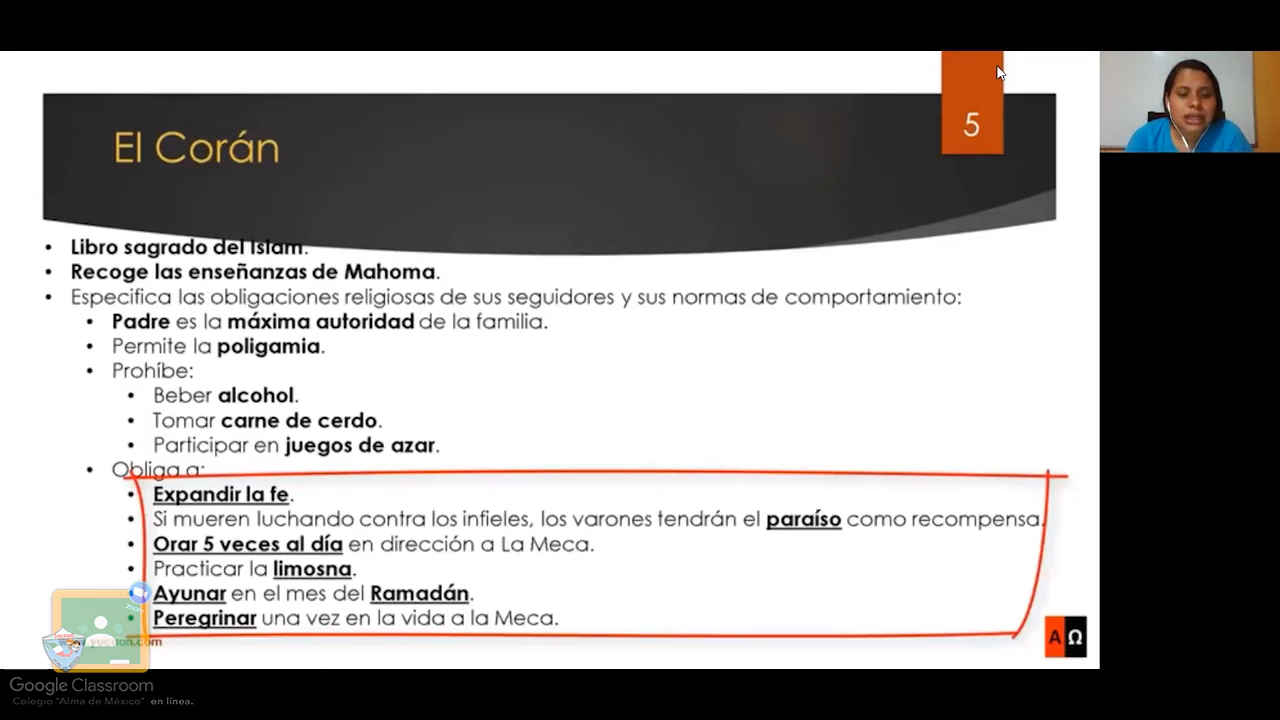 5
El Corán
• Libro sagrado del Islam.
• Recoge las enseñanzas de Mahoma.
• Especifica las obligaciones religiosas de sus seguidores y sus normas de comportamiento:
• Padre es la máxima autoridad de la familia.
• Permite la poligamia.
• Prohíbe:
• Beber alcohol.
• Tomar carne de cerdo.
• Participar en juegos de azar.
• Obliga a:
• Expandir la fe.
• Si mueren luchando contra los infieles, los varones tendrán el paraíso como recompensa.
• Orar 5 veces al día en dirección a La Meca.
• Practicar la limosna.
• Ayunar en el mes del Ramadán.
• Peregrinar una vez en la vida a la Meca.
zoom
A Ω
Google Classroom
Colegio "Alma de México" en línea.